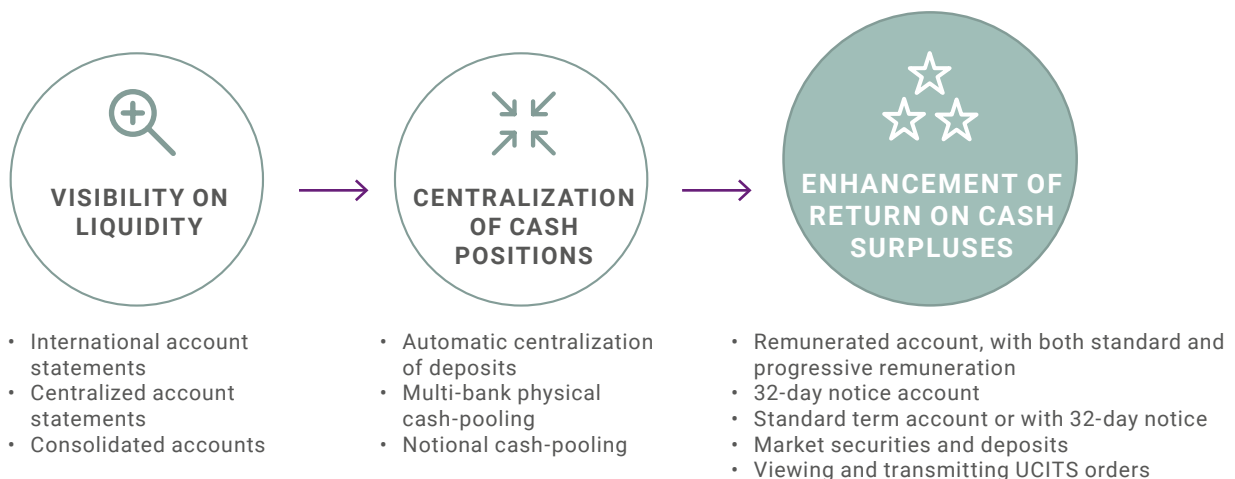 VISIBILITY ON
LIQUIDITY
• International account
statements
• Centralized account
statements
• Consolidated accounts
CENTRALIZATION
OF CASH
POSITIONS
• Automatic centralization
of deposits
• Multi-bank physical
cash-pooling
• Notional cash-pooling
ENHANCEMENT OF
RETURN ON CASH
SURPLUSES
• Remunerated account, with both standard and
progressive remuneration
• 32-day notice account
• Standard term account or with 32-day notice
• Market securities and deposits
• Viewing and transmitting UCITS orders